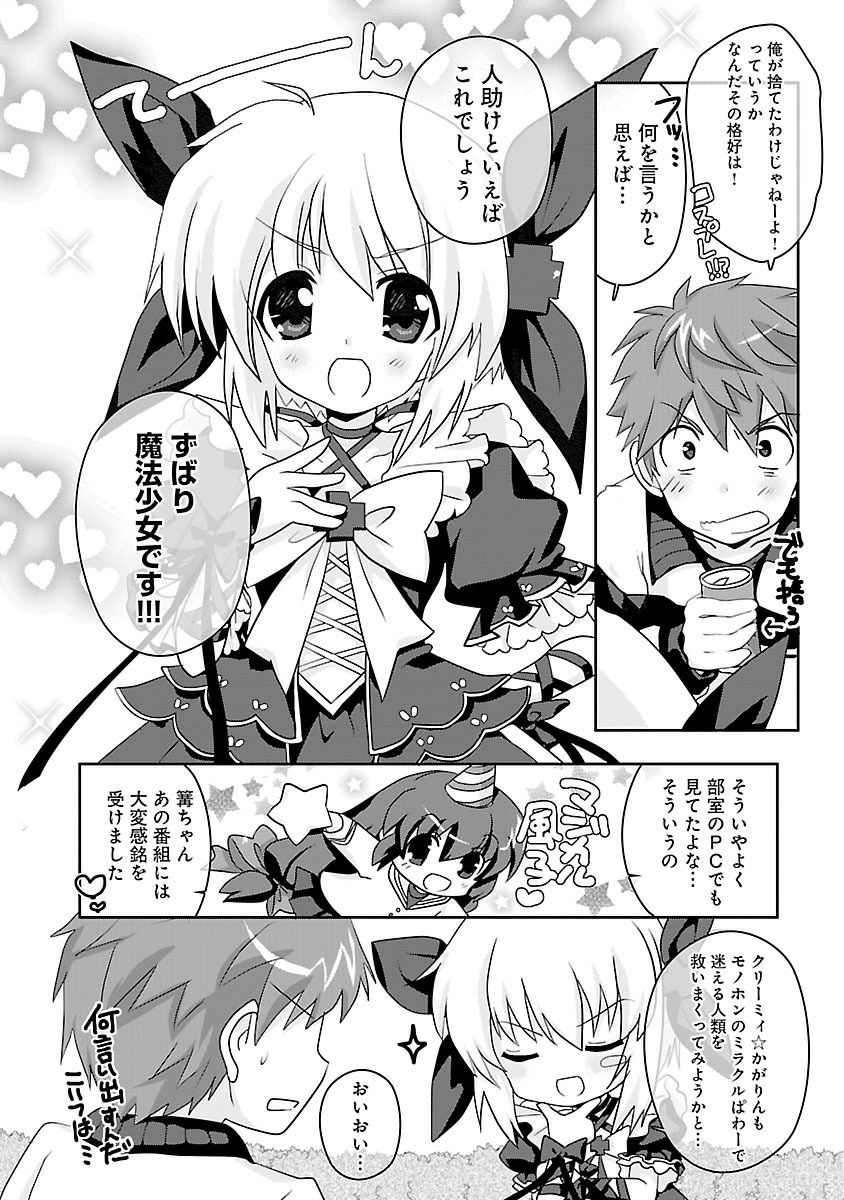 俺が捨てたわけじゃねーよ！
っていうか
なんだその格好は！
コスプレ!!?
フッ…
何を言うかと
思えば…
でも拾う
てーーん
人助けといえば
これでしょう
ずばり
魔法少女です!!!
そういやよく
部室のPCでも
見てたよな…
そういうの
マジカル
風子♡
篝ちゃん
あの番組には
大変感銘を
受けました
クリーミィ☆かがりんも
モノホンのミラクルぱわーで
迷える人類を
救いまくってみようかと…
おいおい…
何言い出すんだ
こいつは…